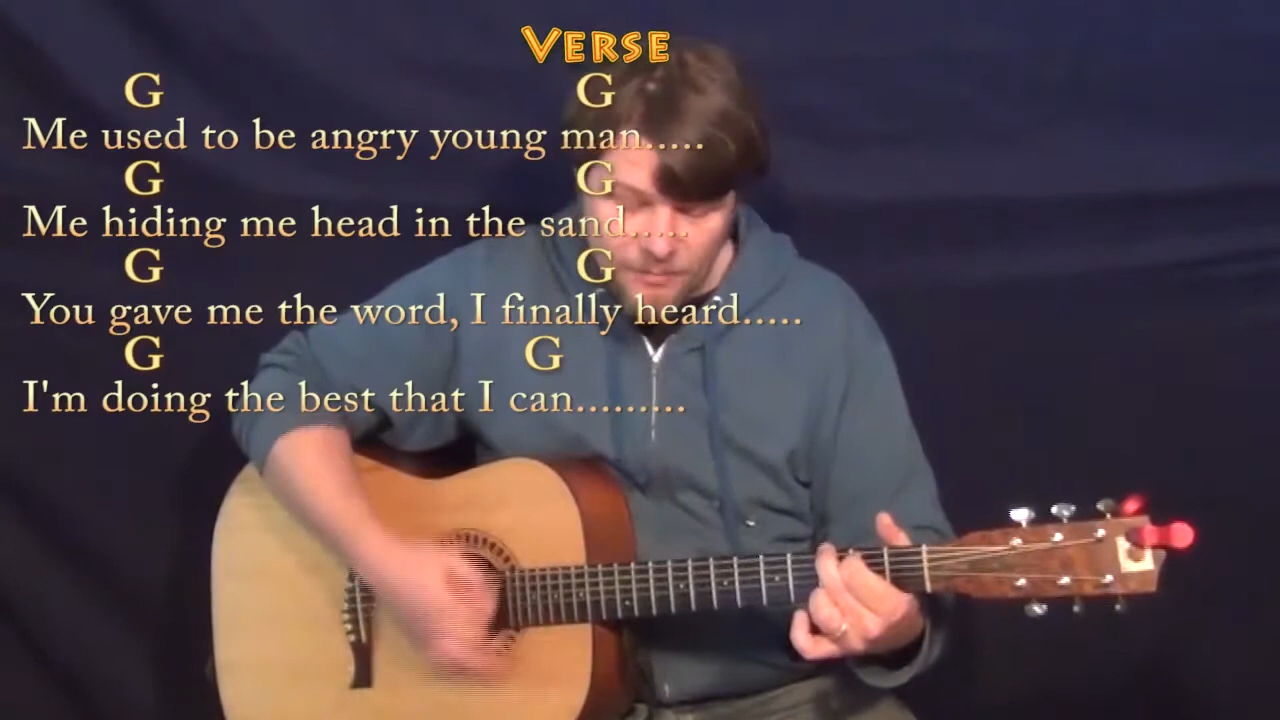 VERSE
G G
Me used to be angry young man.....
G G
Me hiding me head in the sand.....
G G
You gave me the word, I finally heard.....
G G
I'm doing the best that I can.........